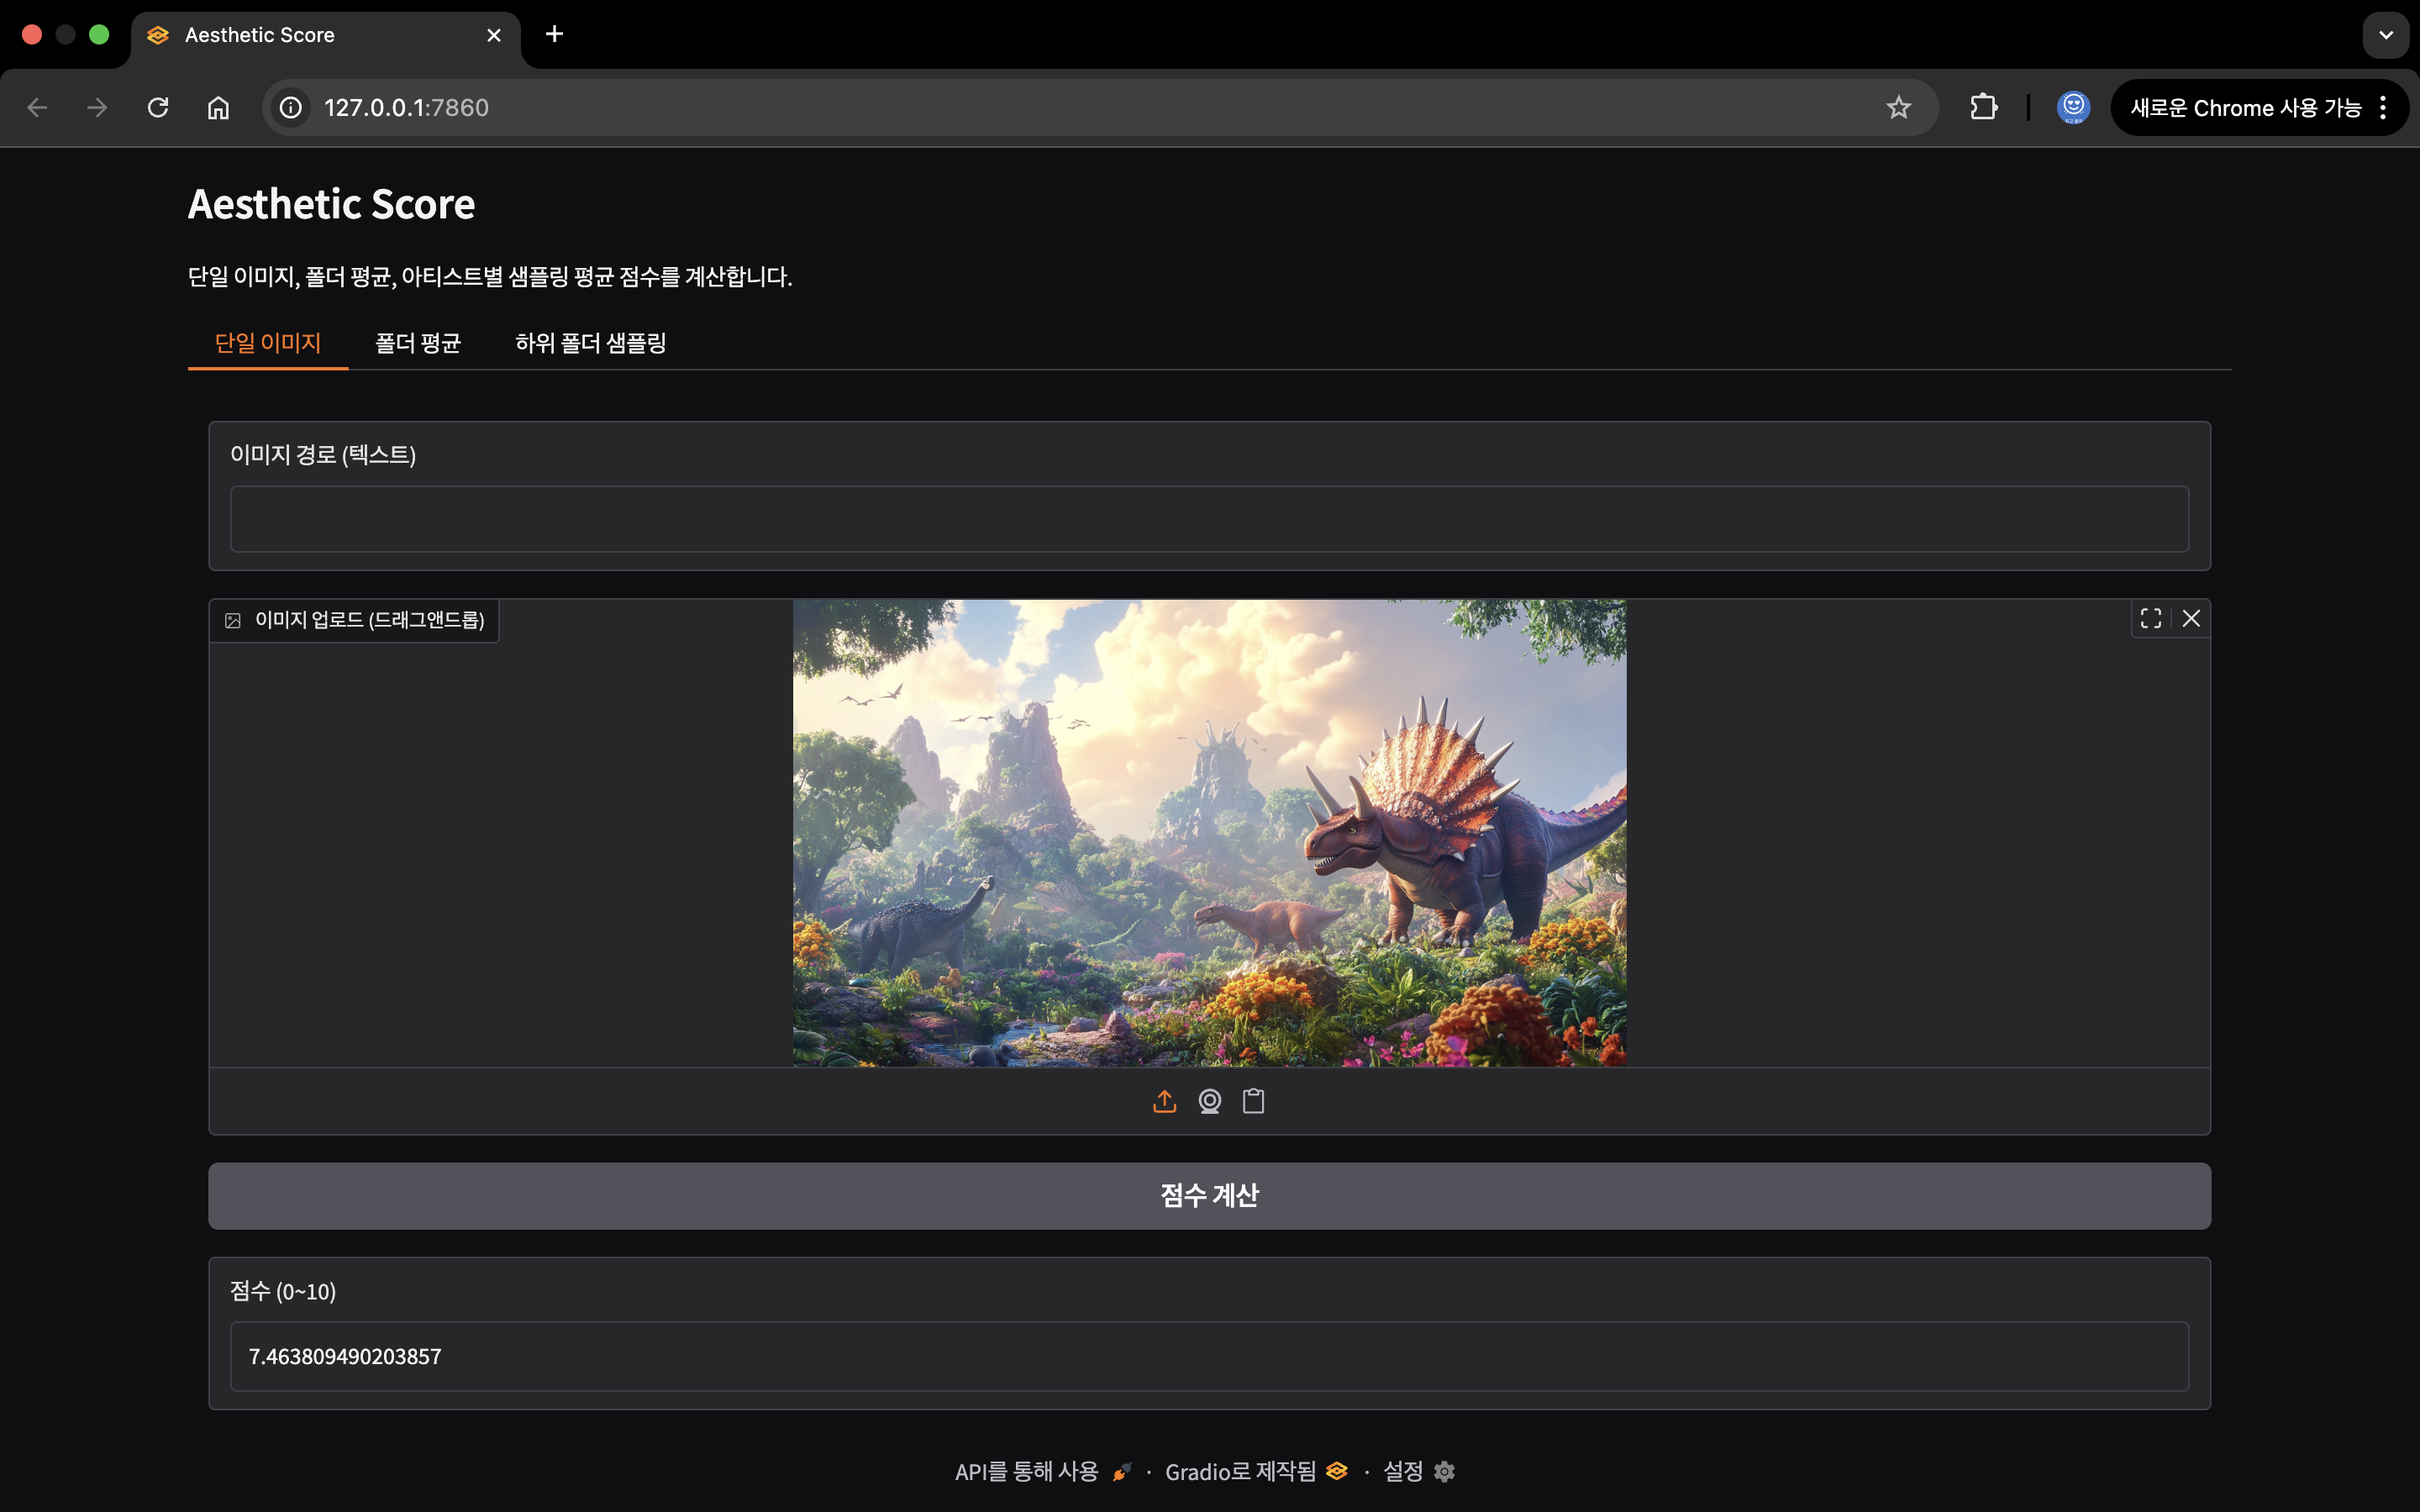 Aesthetic Score
127.0.0.1:7860
새로운 Chrome 사용 가능
Aesthetic Score
단일 이미지, 폴더 평균, 아티스트별 샘플링 평균 점수를 계산합니다.
단일 이미지
폴더 평균
하위 폴더 샘플링
이미지 경로 (텍스트)
이미지 업로드 (드래그앤드롭)
점수 계산
점수 (0~10)
7.463809490203857
API를 통해 사용 · Gradio로 제작됨 · 설정